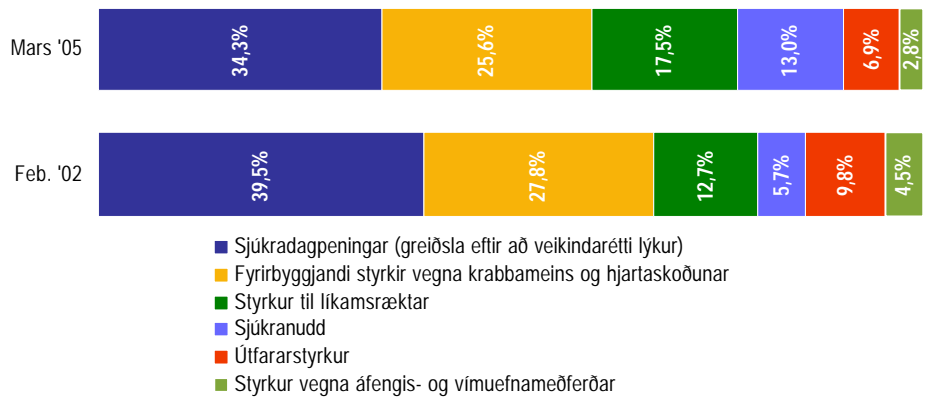 Mars '05
34,3%
25,6%
17,5%
13,0%
6,9%
2,8%
Feb. '02
39,5%
27,8%
12,7%
5,7%
9,8%
4,5%
Sjúkradagpeningar (greiðsla eftir að veikindarétti lýkur)
Fyrirbyggjandi styrkir vegna krabbameins og hjartaskoðunar
Styrkur til líkamsræktar
Sjúkranudd
Útfararstyrkur
Styrkur vegna áfengis- og vímuefnameðferðar